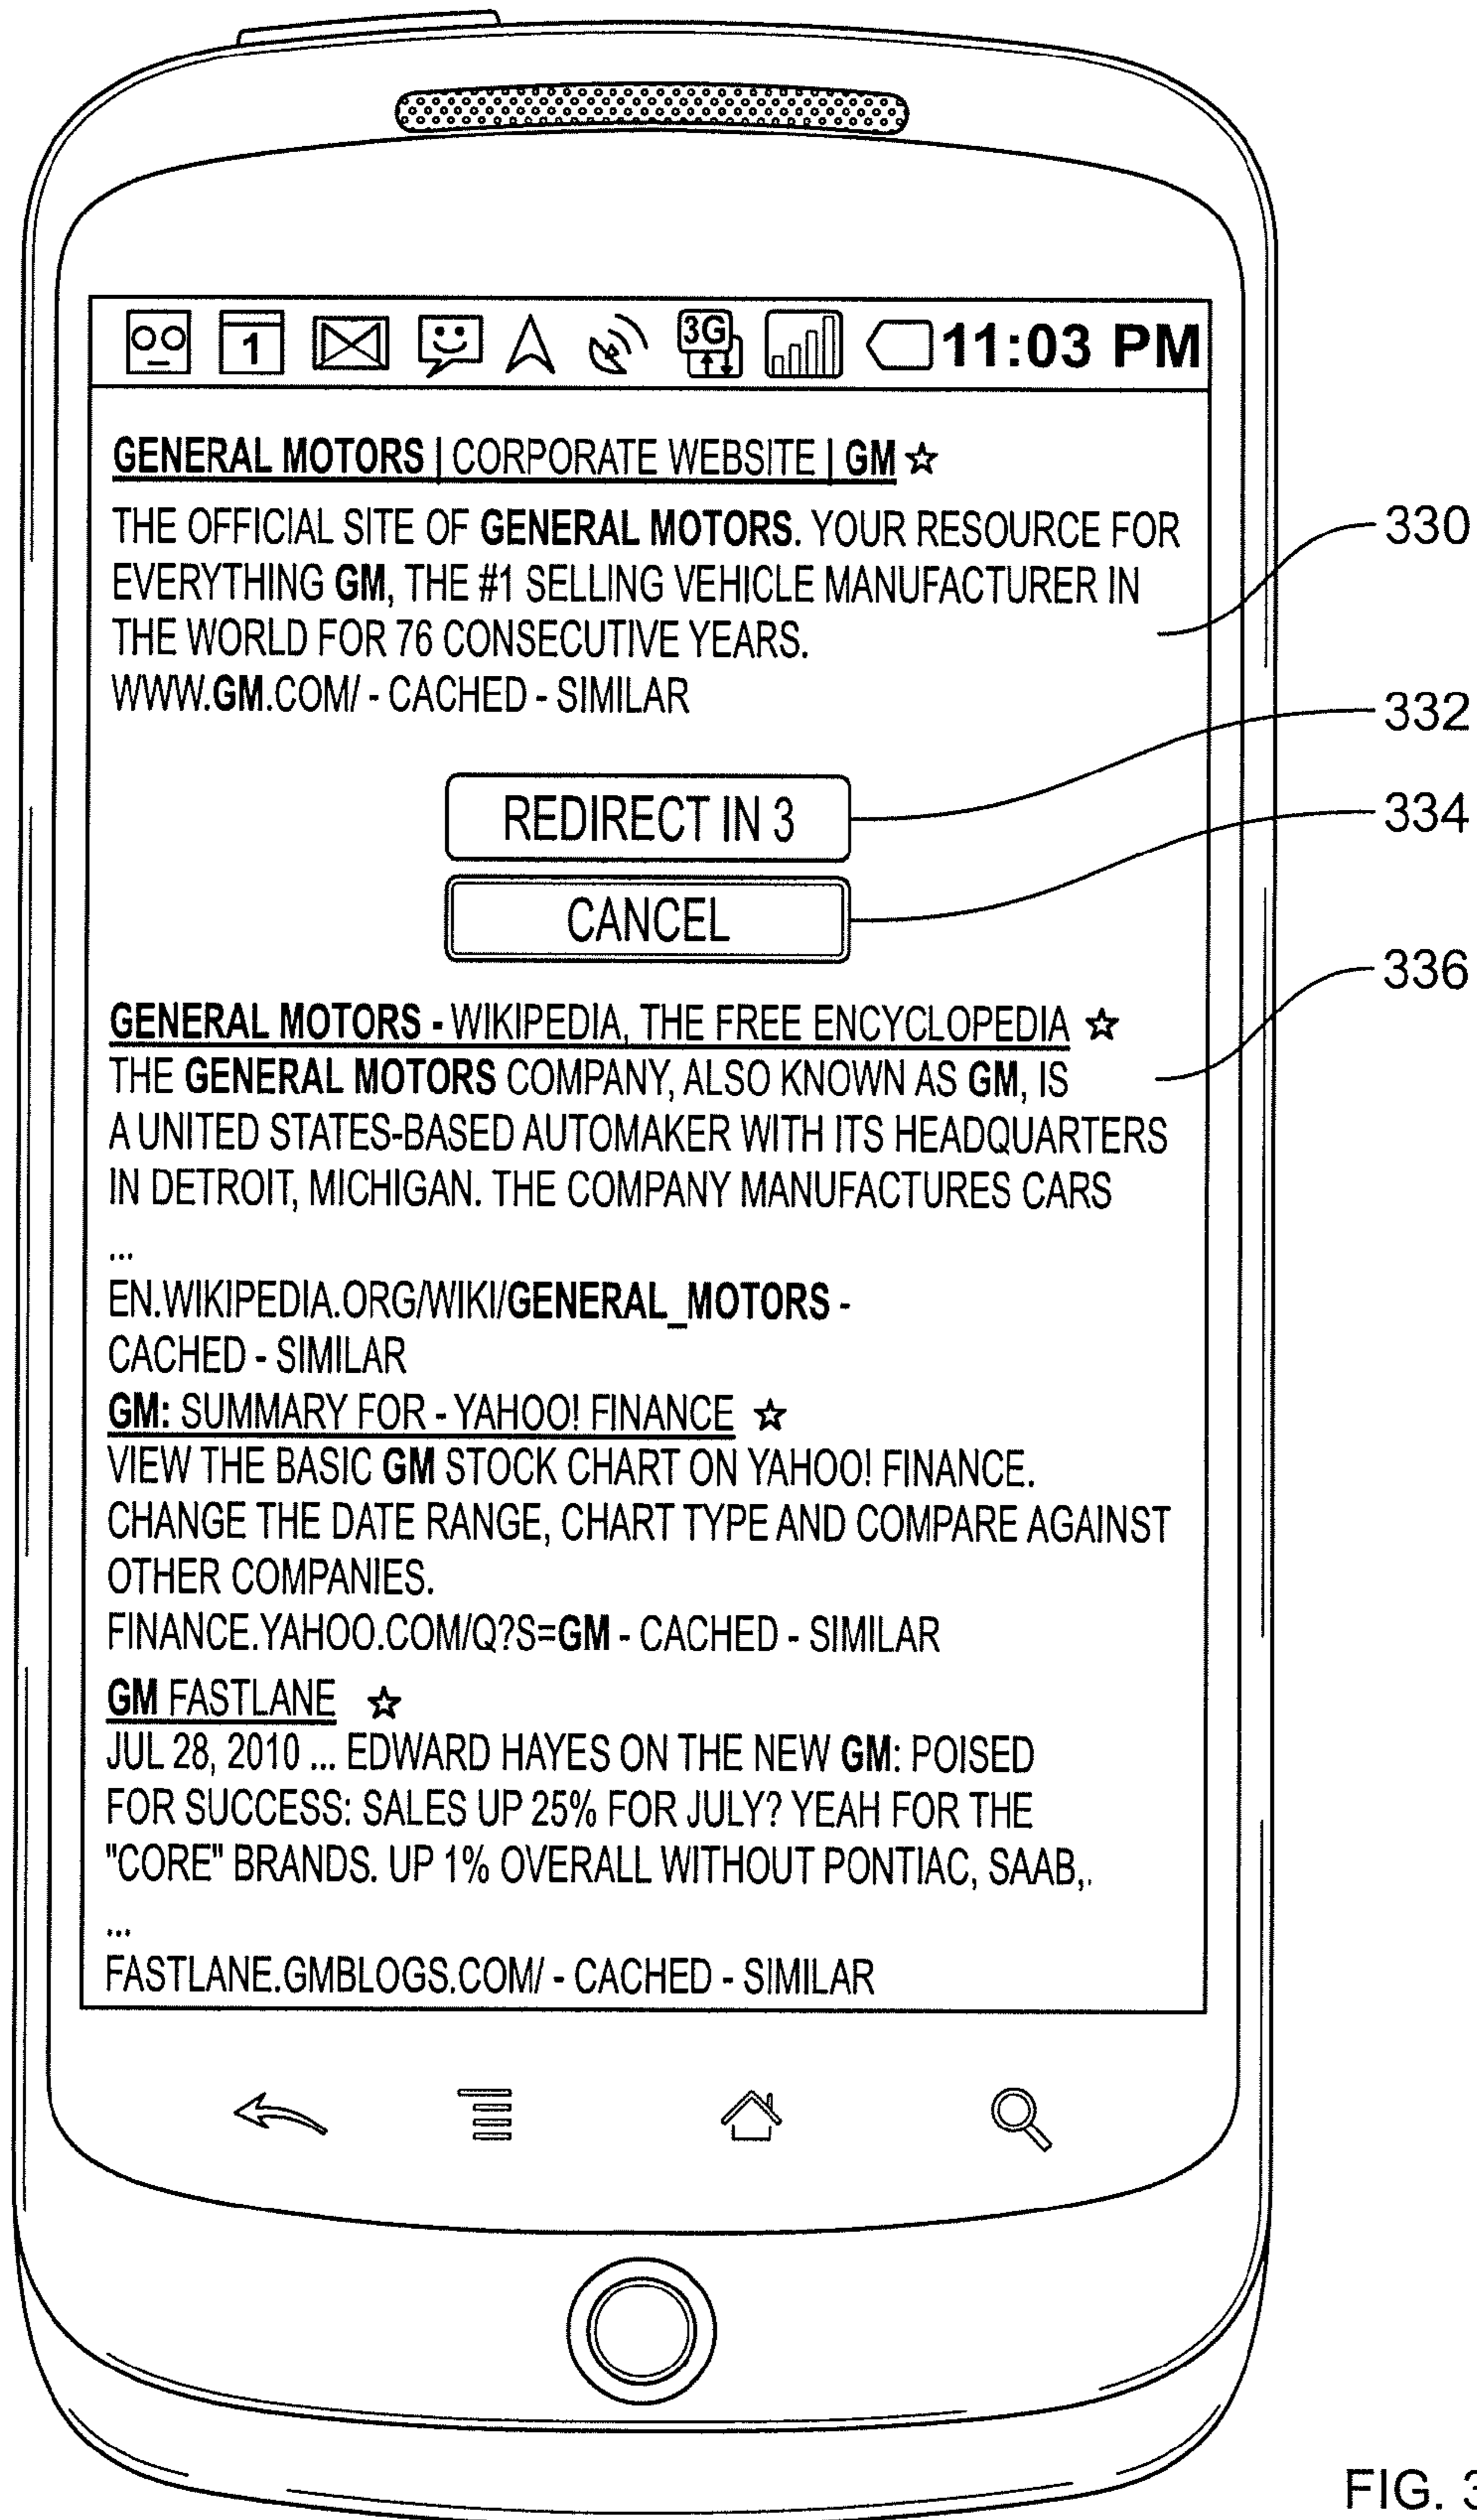 1 3G 11:03 PM
GENERAL MOTORS | CORPORATE WEBSITE | GM
THE OFFICIAL SITE OF GENERAL MOTORS. YOUR RESOURCE FOR
EVERYTHING GM, THE #1 SELLING VEHICLE MANUFACTURER IN
THE WORLD FOR 76 CONSECUTIVE YEARS.
WWW.GM.COM/ - CACHED - SIMILAR
330
REDIRECT IN 3
332
CANCEL
334
GENERAL MOTORS - WIKIPEDIA, THE FREE ENCYCLOPEDIA
THE GENERAL MOTORS COMPANY, ALSO KNOWN AS GM, IS
A UNITED STATES-BASED AUTOMAKER WITH ITS HEADQUARTERS
IN DETROIT, MICHIGAN. THE COMPANY MANUFACTURES CARS
...
EN.WIKIPEDIA.ORG/WIKI/GENERAL_MOTORS -
CACHED - SIMILAR
336
GM: SUMMARY FOR - YAHOO! FINANCE
VIEW THE BASIC GM STOCK CHART ON YAHOO! FINANCE.
CHANGE THE DATE RANGE, CHART TYPE AND COMPARE AGAINST
OTHER COMPANIES.
FINANCE.YAHOO.COM/Q?S=GM - CACHED - SIMILAR
GM FASTLANE
JUL 28, 2010 ... EDWARD HAYES ON THE NEW GM: POISED
FOR SUCCESS: SALES UP 25% FOR JULY? YEAH FOR THE
"CORE" BRANDS. UP 1% OVERALL WITHOUT PONTIAC, SAAB,.
...
FASTLANE.GMBLOGS.COM/ - CACHED - SIMILAR
FIG. 3